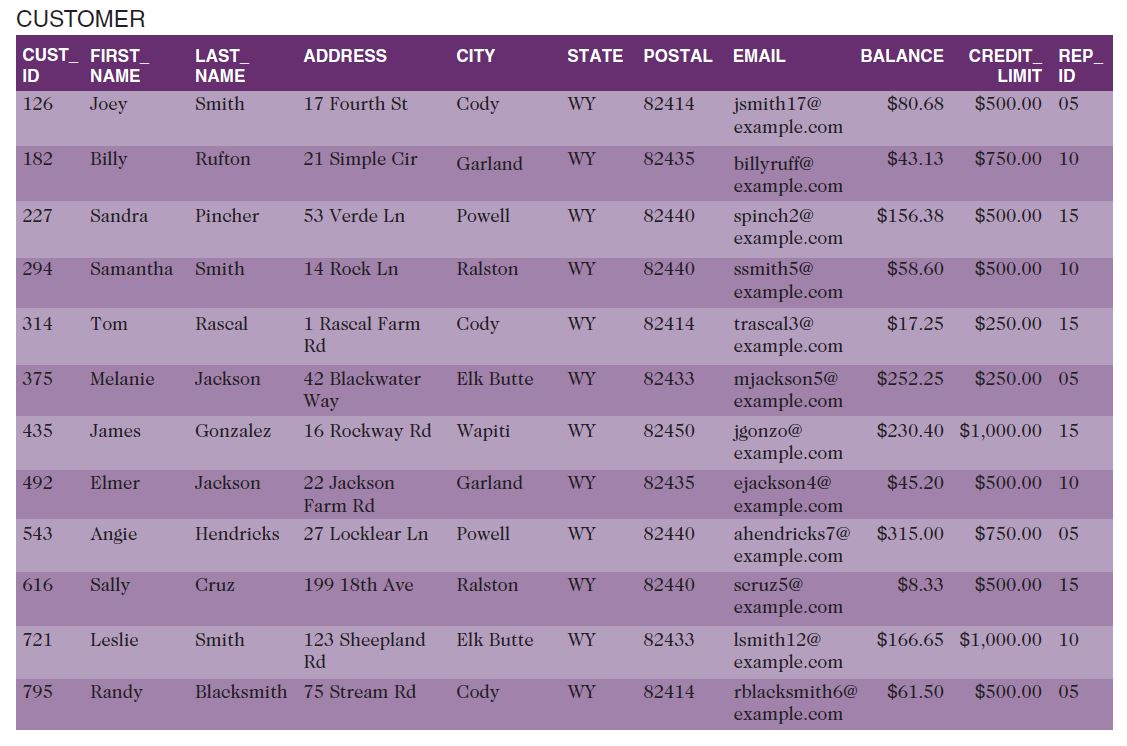 CUSTOMER
CUST_ FIRST_ LAST_ ADDRESS CITY STATE POSTAL EMAIL BALANCE CREDIT_ REP_
ID NAME NAME LIMIT ID
126 Joey Smith 17 Fourth St Cody WY 82414 jsmith17@ $80.68 $500.00 05
example.com
182 Billy Rufton 21 Simple Cir Garland WY 82435 billyruff@ $43.13 $750.00 10
example.com
227 Sandra Pincher 53 Verde Ln Powell WY 82440 spinch2@ $156.38 $500.00 15
example.com
294 Samantha Smith 14 Rock Ln Ralston WY 82440 ssmith5@ $58.60 $500.00 10
example.com
314 Tom Rascal 1 Rascal Farm Cody WY 82414 trascal3@ $17.25 $250.00 15
Rd example.com
375 Melanie Jackson 42 Blackwater Elk Butte WY 82433 mjackson5@ $252.25 $250.00 05
Way example.com
435 James Gonzalez 16 Rockway Rd Wapiti WY 82450 jgonzo@ $230.40 $1,000.00 15
example.com
492 Elmer Jackson 22 Jackson Garland WY 82435 ejackson4@ $45.20 $500.00 10
Farm Rd example.com
543 Angie Hendricks 27 Locklear Ln Powell WY 82440 ahendricks7@ $315.00 $750.00 05
example.com
616 Sally Cruz 199 18th Ave Ralston WY 82440 scruz5@ $8.33 $500.00 15
example.com
721 Leslie Smith 123 Sheepland Elk Butte WY 82433 lsmith12@ $166.65 $1,000.00 10
Rd example.com
795 Randy Blacksmith 75 Stream Rd Cody WY 82414 rblacksmith6@ $61.50 $500.00 05
example.com